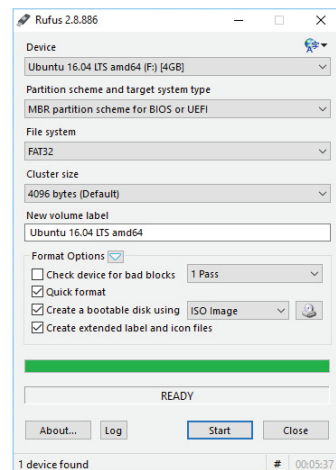 Rufus 2.8.886
Device
Ubuntu 16.04 LTS amd64 (F:) [4GB]
Partition scheme and target system type
MBR partition scheme for BIOS or UEFI
File system
FAT32
Cluster size
4096 bytes (Default)
New volume label
Ubuntu 16.04 LTS amd64
Format Options
Check device for bad blocks 1 Pass
Quick format
Create a bootable disk using ISO Image
Create extended label and icon files
READY
About... Log Start Close
1 device found # 00:05:37